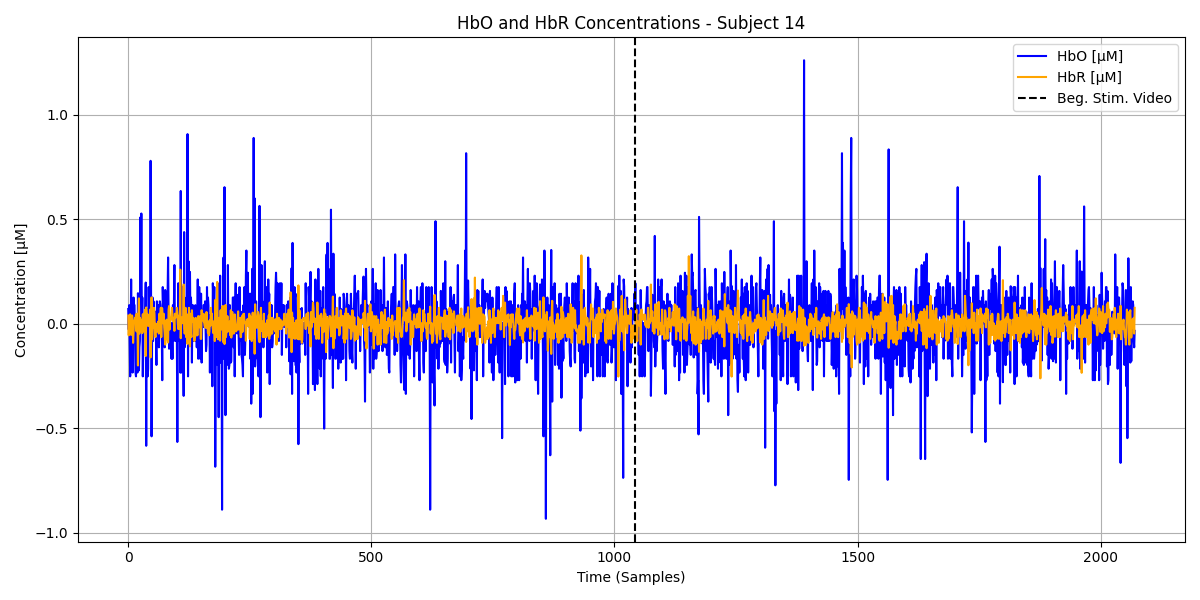 HbO and HbR Concentrations - Subject 14
HbO [μM]
HbR [μM]
Beg. Stim. Video
Concentration [μM]
1.0
0.5
0.0
−0.5
−1.0
0
500
1000
1500
2000
Time (Samples)